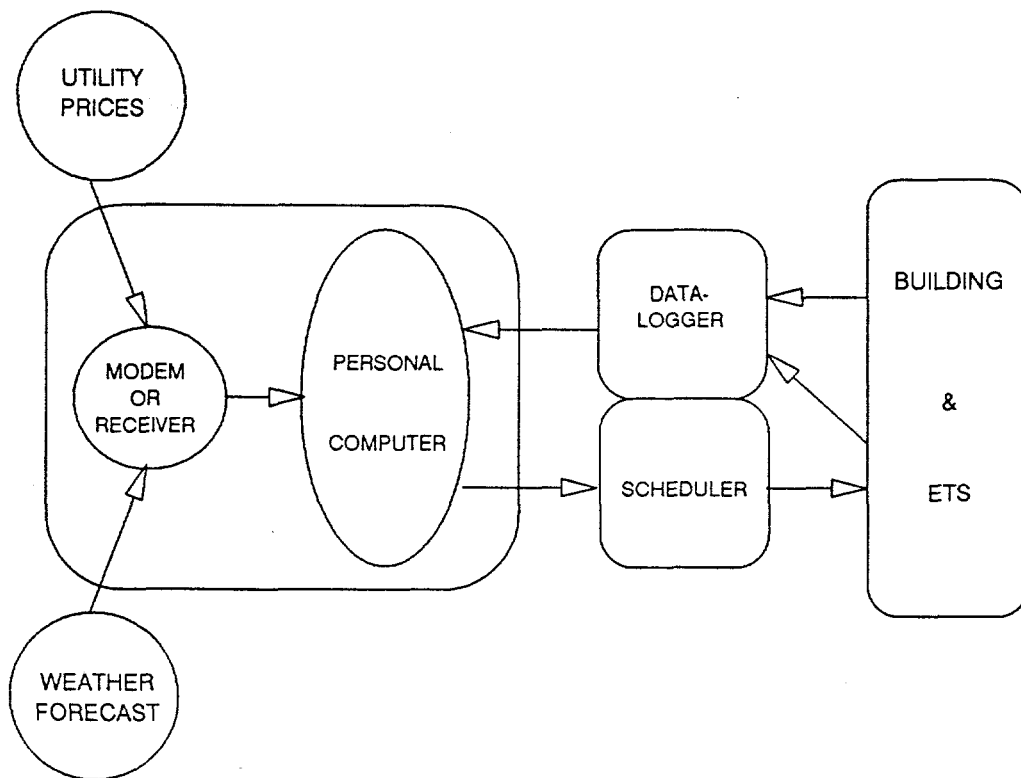 UTILITY
PRICES
MODEM
OR
RECEIVER
PERSONAL
COMPUTER
DATA-
LOGGER
SCHEDULER
BUILDING
&
ETS
WEATHER
FORECAST